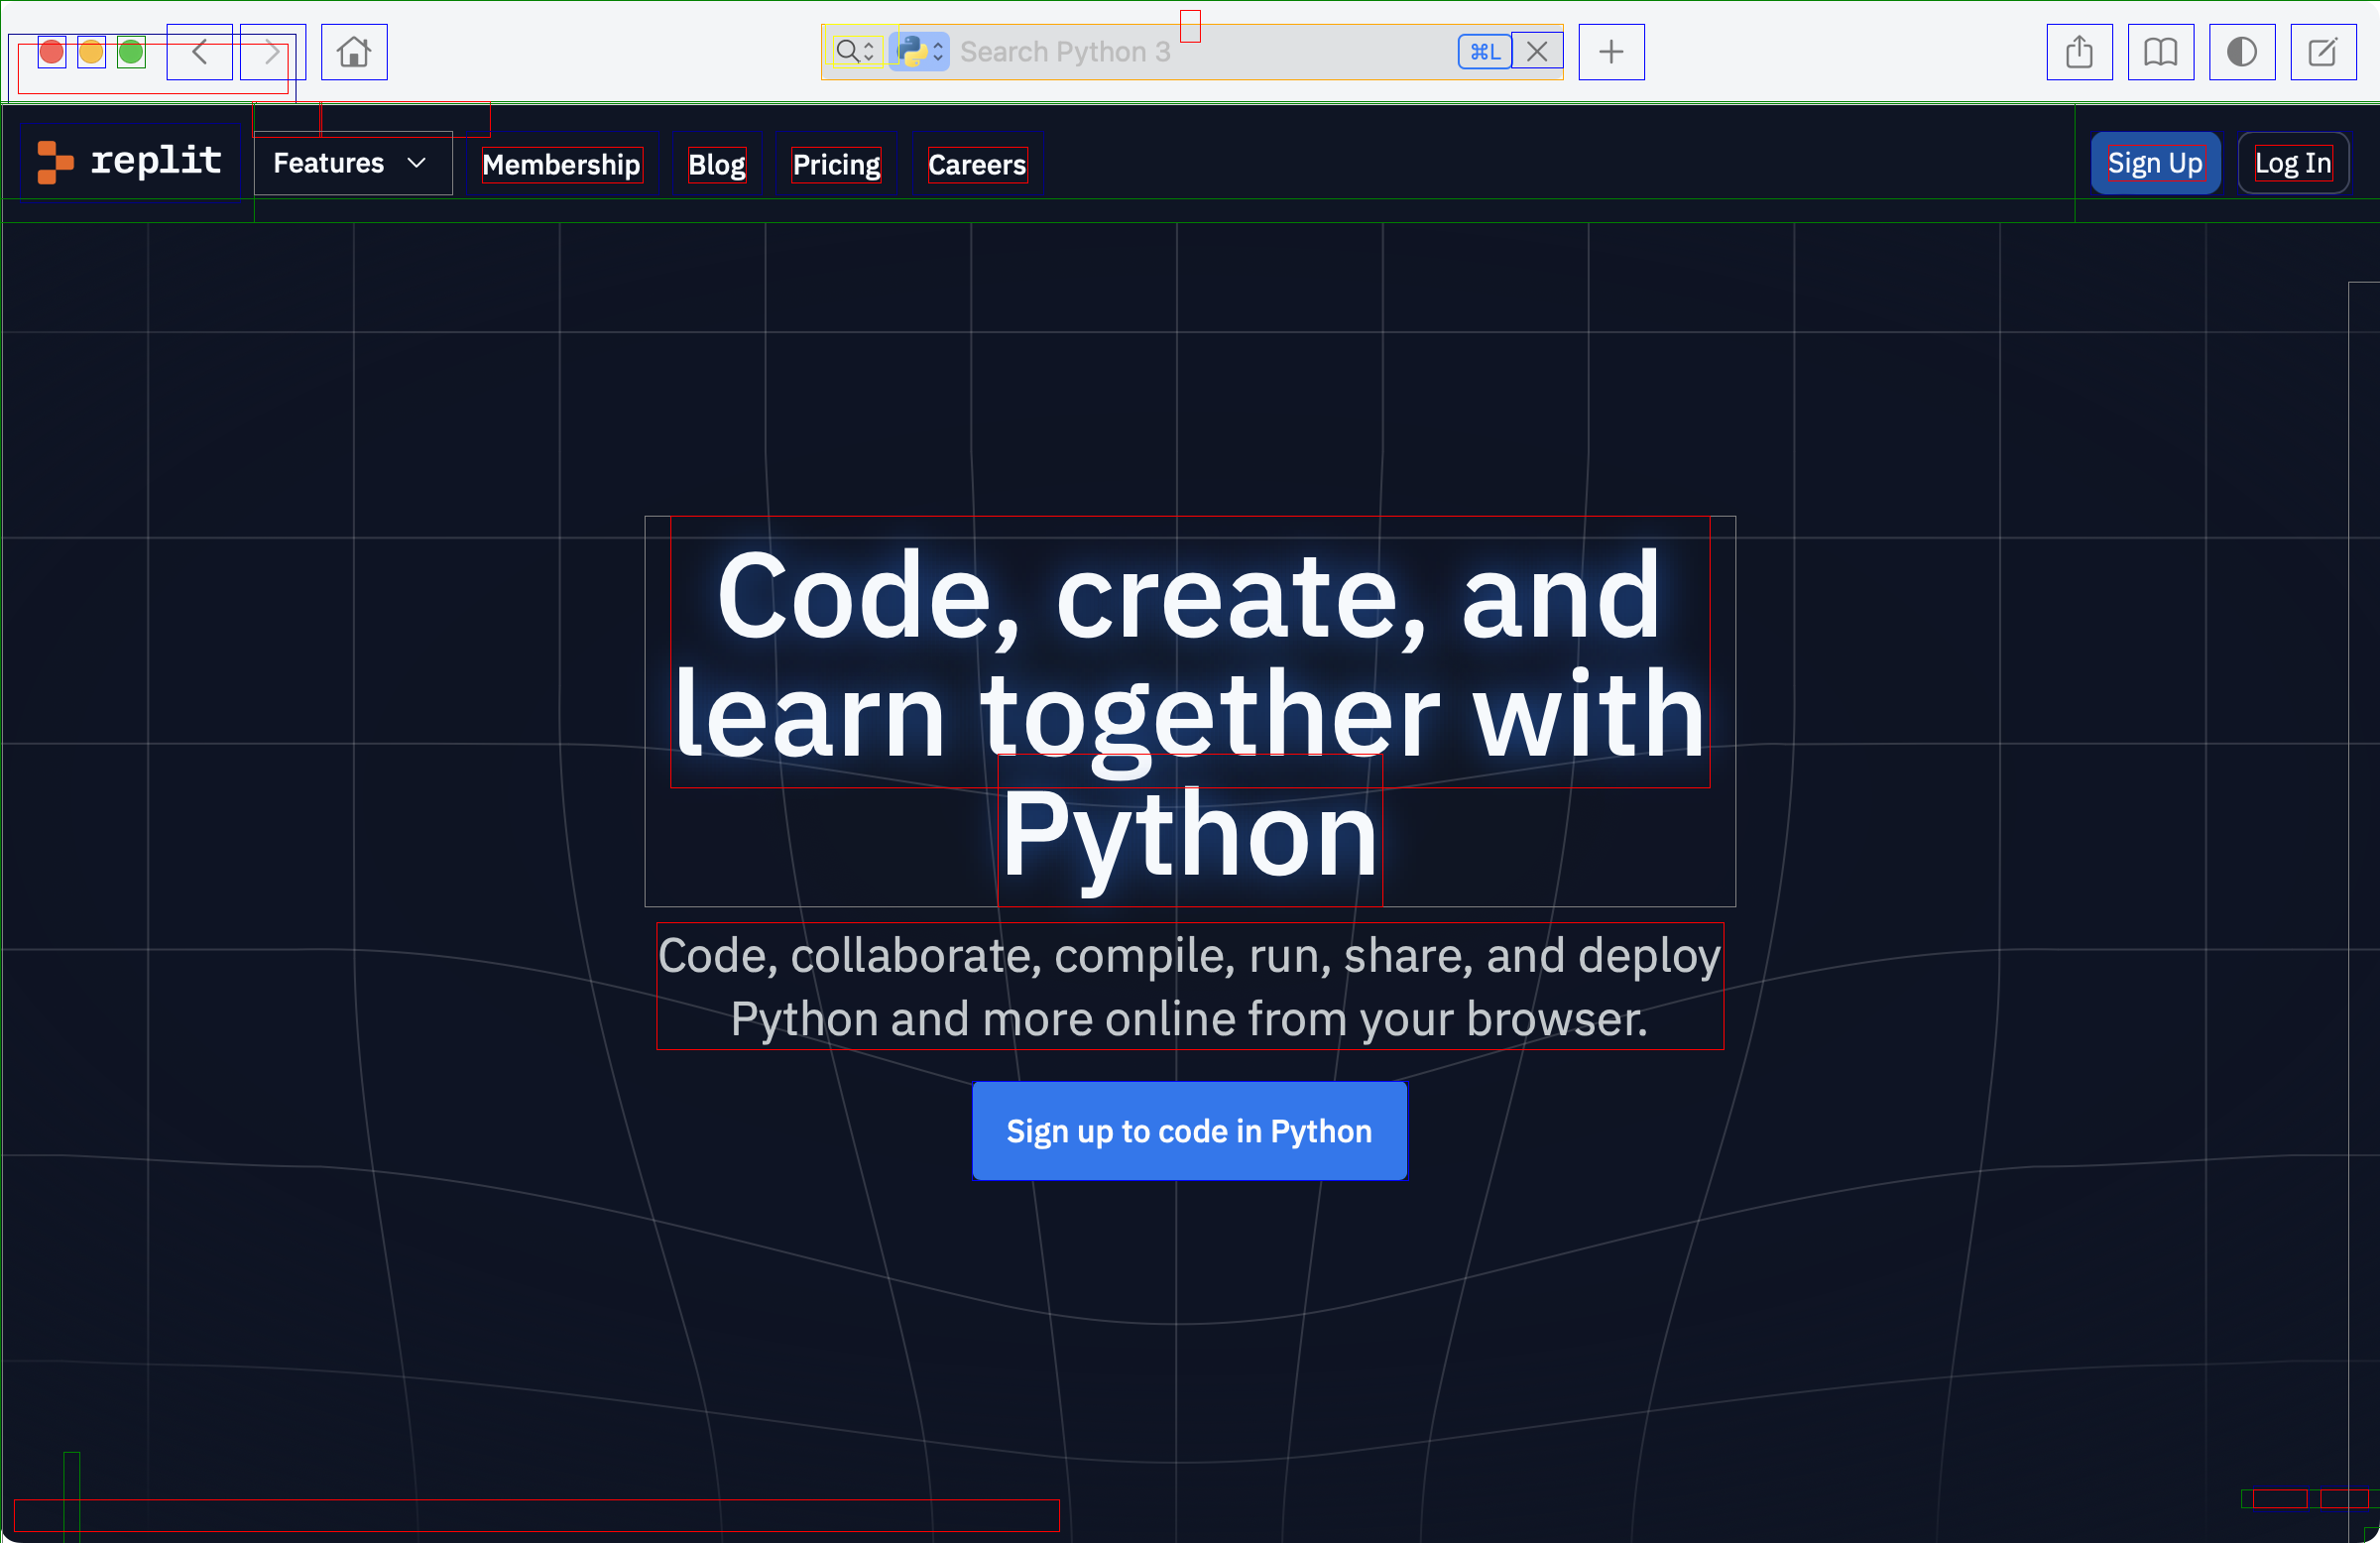 Search Python 3 ⌘L
replit Features Membership Blog Pricing Careers Sign Up Log In
Code, create, and
learn together with
Python
Code, collaborate, compile, run, share, and deploy
Python and more online from your browser.
Sign up to code in Python